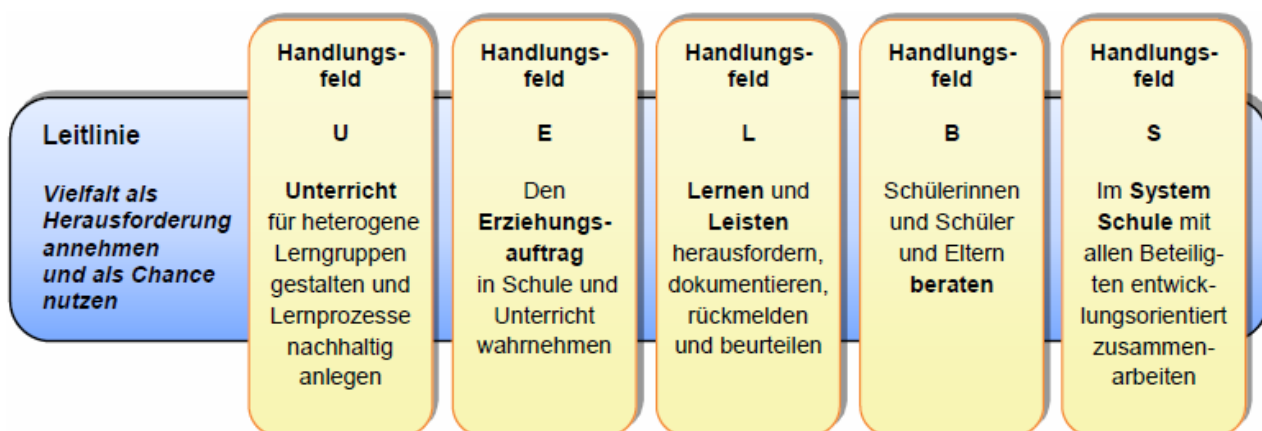 Leitlinie
Vielfalt als
Herausforderung
annehmen
und als Chance
nutzen
Handlungs-
feld
U
Unterricht
für heterogene
Lerngruppen
gestalten und
Lernprozesse
nachhaltig
anlegen
Handlungs-
feld
E
Den
Erziehungs-
auftrag
in Schule und
Unterricht
wahrnehmen
Handlungs-
feld
L
Lernen und
Leisten
herausfordern,
dokumentieren,
rückmelden
und beurteilen
Handlungs-
feld
B
Schülerinnen
und Schüler
und Eltern
beraten
Handlungs-
feld
S
Im System
Schule mit
allen Beteilig-
ten entwick-
lungsorientiert
zusammen-
arbeiten